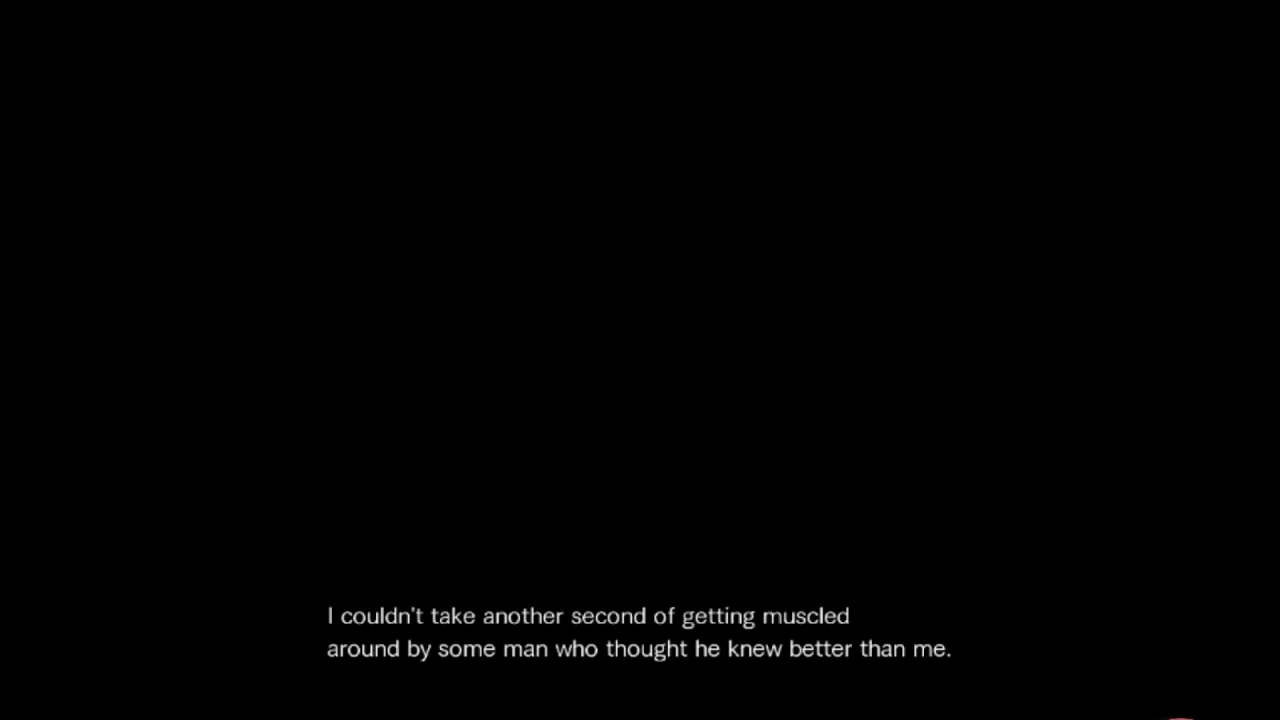 I couldn't take another second of getting muscled
around by some man who thought he knew better than me.